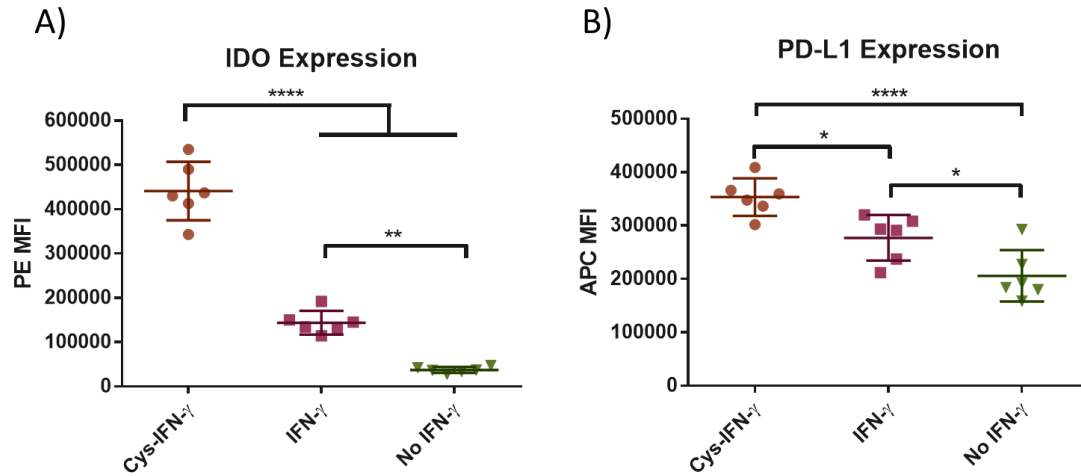 A)
IDO Expression
****
**
PE MFI
600000
500000
400000
300000
200000
100000
0
Cys-IFN-γ
IFN-γ
No IFN-γ
B)
PD-L1 Expression
****
*
*
APC MFI
500000
400000
300000
200000
100000
0
Cys-IFN-γ
IFN-γ
No IFN-γ